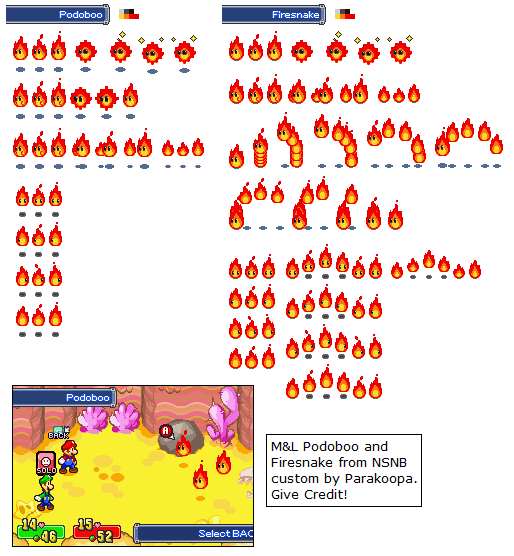 Podoboo
Firesnake
Podoboo
BACK
A
SOLO
14
46
15
52
Select BAC
M&L Podoboo and
Firesnake from NSNB
custom by Parakoopa.
Give Credit!